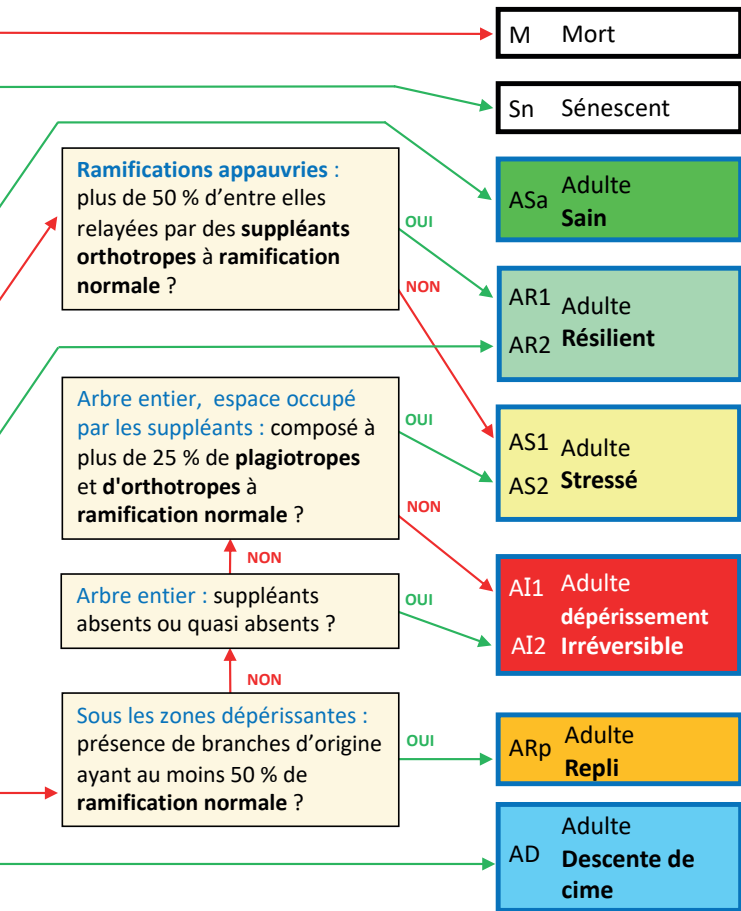 M Mort
Sn Sénescent
Ramifications appauvries :
plus de 50 % d'entre elles
relayées par des suppléants
orthotropes à ramification
normale ?
OUI
NON
ASa Adulte
Sain
AR1 Adulte
AR2 Résilient
Arbre entier, espace occupé
par les suppléants : composé à
plus de 25 % de plagiotropes
et d'orthotropes à
ramification normale ?
OUI
NON
AS1 Adulte
AS2 Stressé
NON
Arbre entier : suppléants
absents ou quasi absents ?
OUI
AÏ1 Adulte
dépérissement
AÏ2 Irréversible
NON
Sous les zones dépérissantes :
présence de branches d'origine
ayant au moins 50 % de
ramification normale ?
OUI
ARp Adulte
Repli
Adulte
AD Descente de
cime